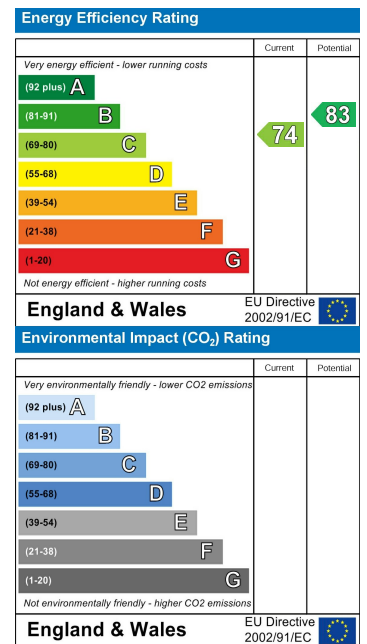 Energy Efficiency Rating
Current Potential
Very energy efficient - lower running costs
(92 plus) A
(81-91) B
(69-80) C
(55-68) D
(39-54) E
(21-38) F
(1-20) G
74
83
Not energy efficient - higher running costs
England & Wales
EU Directive
2002/91/EC
Environmental Impact (CO₂) Rating
Current Potential
Very environmentally friendly - lower CO2 emissions
(92 plus) A
(81-91) B
(69-80) C
(55-68) D
(39-54) E
(21-38) F
(1-20) G
Not environmentally friendly - higher CO2 emissions
England & Wales
EU Directive
2002/91/EC